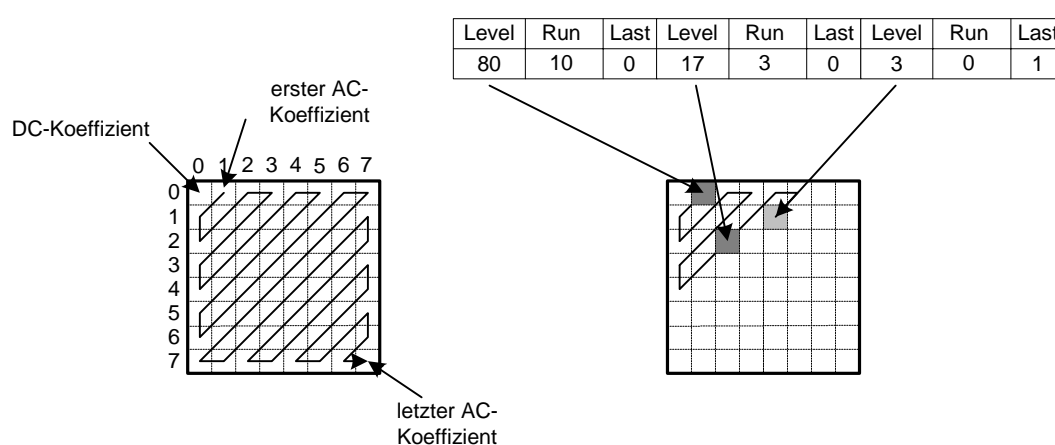 Level Run Last Level Run Last Level Run Last
80 10 0 17 3 0 3 0 1
erster AC-
Koeffizient
DC-Koeffizient
0 1 2 3 4 5 6 7
0
1
2
3
4
5
6
7
letzter AC-
Koeffizient